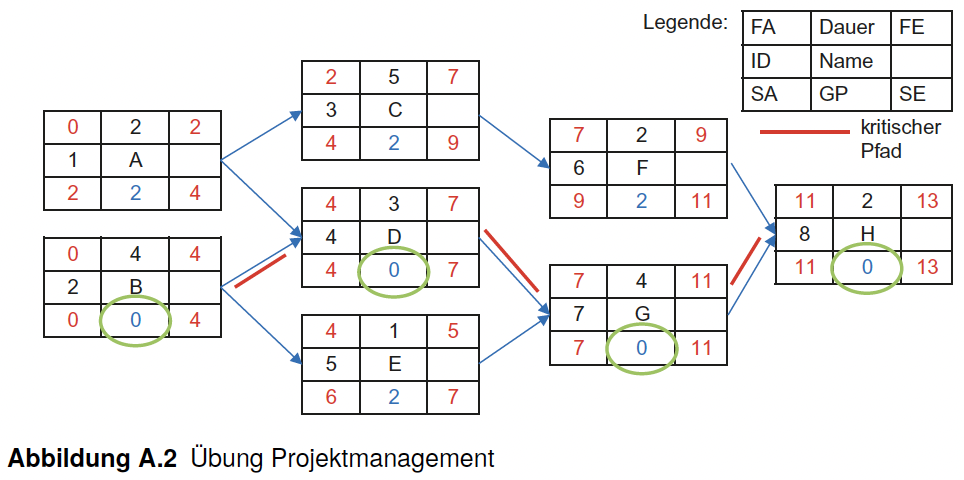 Legende:
FA Dauer FE
ID Name
SA GP SE
kritischer
Pfad
0 2 2
1 A
2 2 4
0 4 4
2 B
0 0 4
2 5 7
3 C
4 2 9
4 3 7
4 D
4 0 7
4 1 5
5 E
6 2 7
7 2 9
6 F
9 2 11
7 4 11
7 G
7 0 11
11 2 13
8 H
11 0 13
Abbildung A.2 Übung Projektmanagement